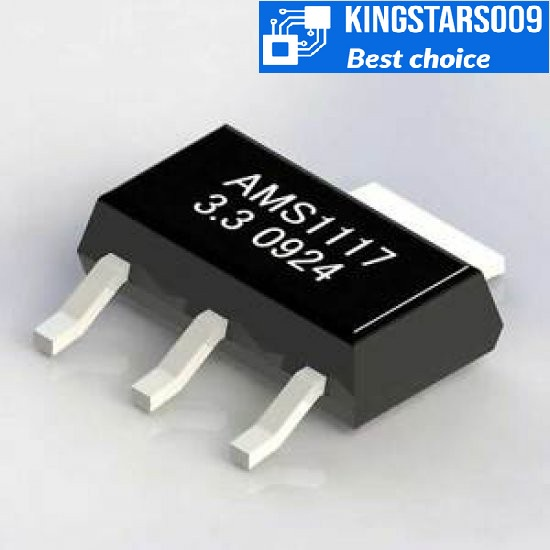 KINGSTARS009
Best choice
AMS1117
3.3 0924